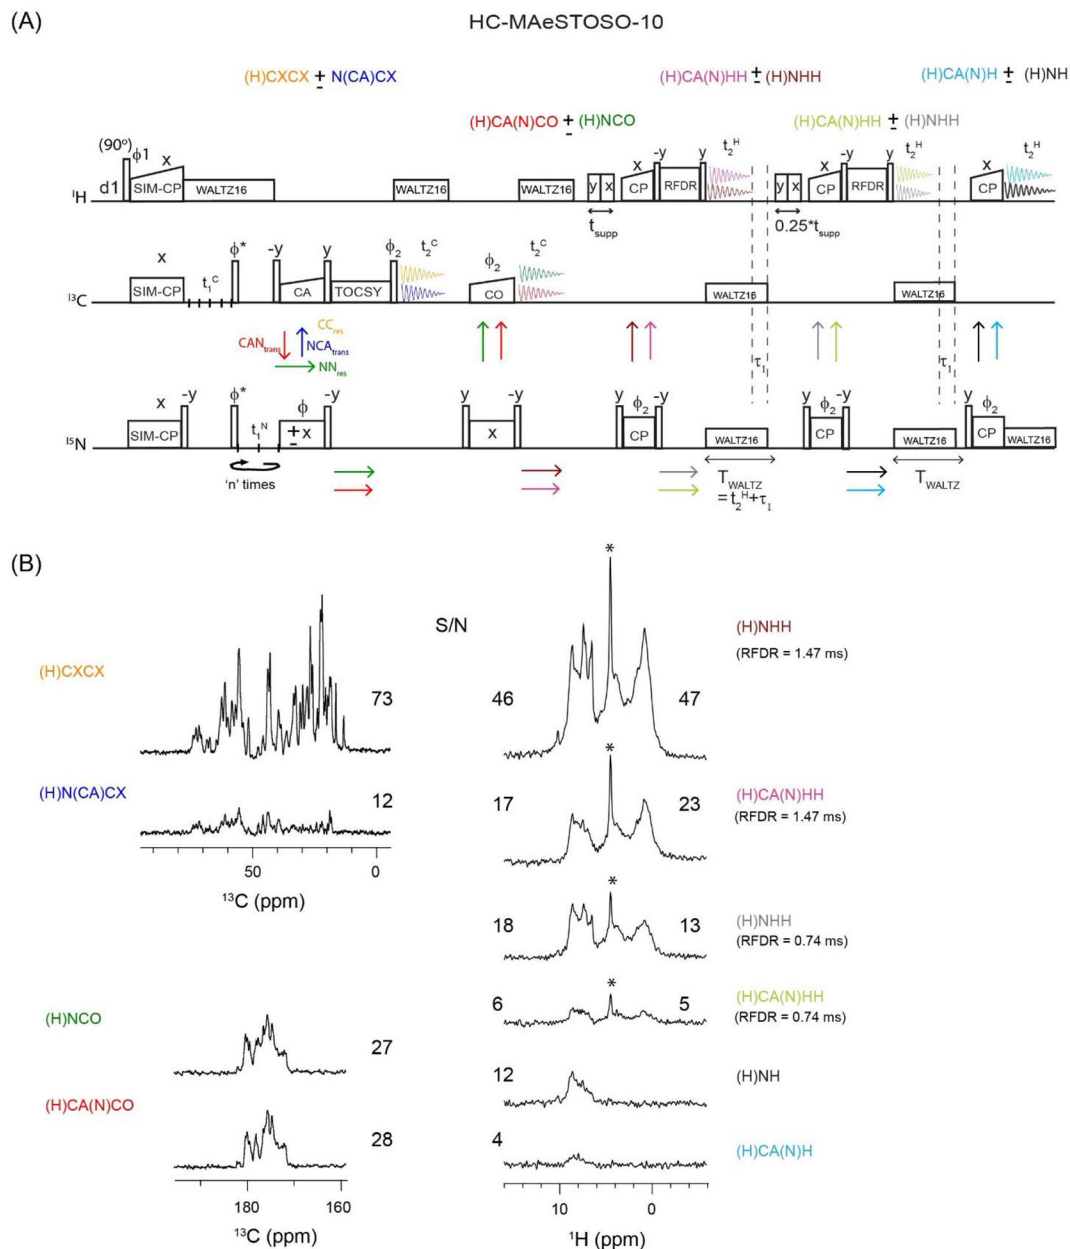 (A)
HC-MAeSTOSO-10
(H)CXCX ± N(CA)CX
(H)CA(N)HH ± (H)NHH
(H)CA(N)H ± (H)NH
(H)CA(N)CO ± (H)NCO
(H)CA(N)HH ± (H)NHH
(90º) ϕ1 x
x -y y t₂ᴴ
x -y y t₂ᴴ
x t₂ᴴ
¹H d1 SIM-CP WALTZ16 WALTZ16 WALTZ16 y x CP RFDR y x CP RFDR CP
t_supp 0.25*t_supp
x ϕ* -y y ϕ₂ t₂ᶜ ϕ₂ t₂ᶜ
¹³C SIM-CP t₁ᶜ CA TOCSY CO WALTZ16 WALTZ16
CC_res
CAN_trans NCA_trans
NN_res
τ₁ τ₁
x -y ϕ* ϕ -y y -y y ϕ₂ -y y ϕ₂ -y y ϕ₂
¹⁵N SIM-CP t₁ᴺ ± x x CP WALTZ16 CP WALTZ16 CP WALTZ16
'n' times
T_WALTZ = t₂ᴴ+τ₁
T_WALTZ
(B)
(H)CXCX
73
(H)N(CA)CX
12
50 0
¹³C (ppm)
(H)NCO
27
(H)CA(N)CO
28
180 160
¹³C (ppm)
S/N
*
46 47
(H)NHH
(RFDR = 1.47 ms)
*
17 23
(H)CA(N)HH
(RFDR = 1.47 ms)
*
18 13
(H)NHH
(RFDR = 0.74 ms)
*
6 5
(H)CA(N)HH
(RFDR = 0.74 ms)
12
(H)NH
4
(H)CA(N)H
10 0
¹H (ppm)